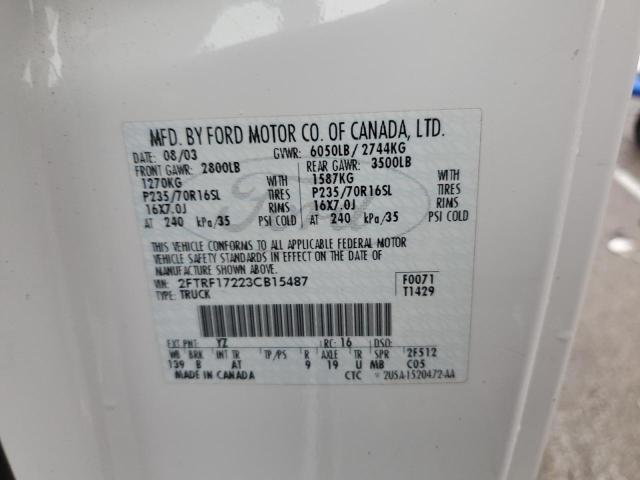 MFD. BY FORD MOTOR CO. OF CANADA, LTD.
DATE: 08/03 GVWR: 6050LB/ 2744KG
FRONT GAWR: 2800LB REAR GAWR: 3500LB
1270KG 1587KG
P235/70R16SL TIRES P235/70R16SL TIRES
16X7.0J RIMS 16X7.0J RIMS
AT 240 kPa/35 PSI COLD AT 240 kPa/35 PSI COLD
THIS VEHICLE CONFORMS TO ALL APPLICABLE FEDERAL MOTOR
VEHICLE SAFETY STANDARDS IN EFFECT ON THE DATE OF
MANUFACTURE SHOWN ABOVE.
VIN: 2FTRF17223CB15487 F0071
TYPE: TRUCK T1429
Ford
EXT PNT: YZ RC: 16 DSO:
WB BRK INT TR TP/PS R AXLE TR SPR 2F512
139 B AT 9 19 U MB C05
MADE IN CANADA CTC 2U5A-1520472-AA